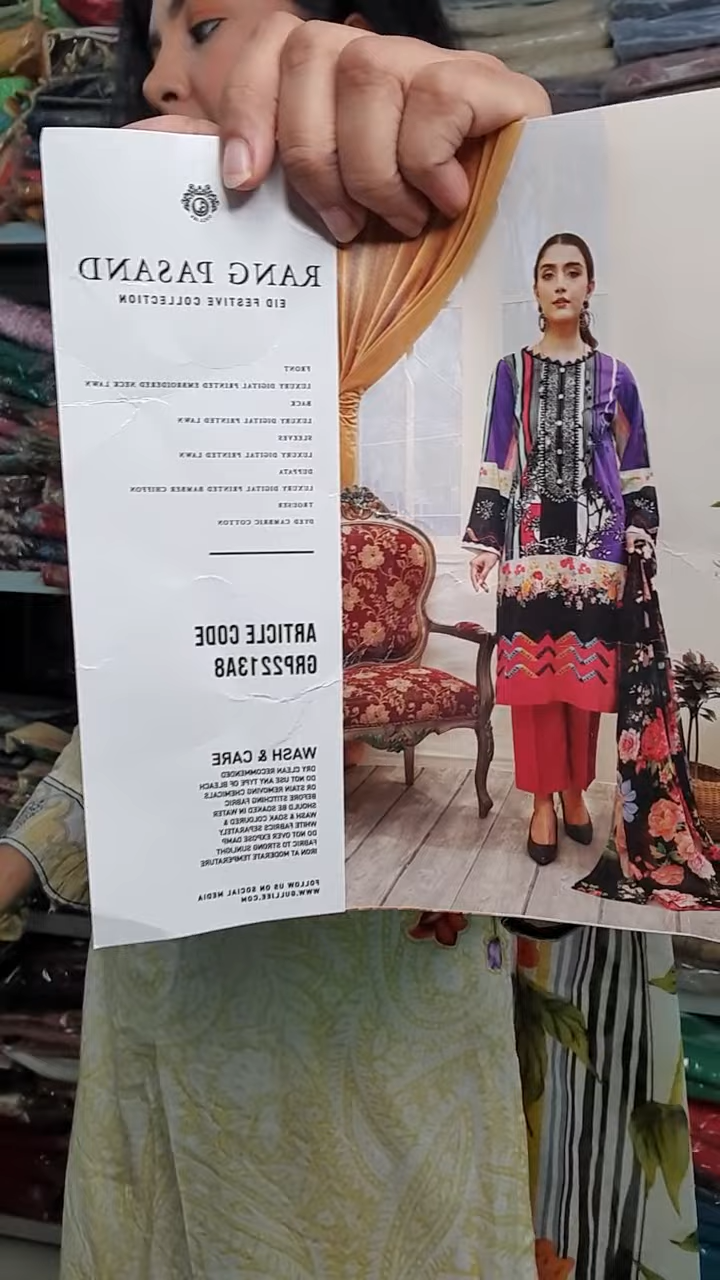 RANG PASAND
EID FESTIVE COLLECTION
FRONT
LUXURY DIGITAL PRINTED EMBROIDERED NECK LAWN
BACK
LUXURY DIGITAL PRINTED LAWN
SLEEVES
LUXURY DIGITAL PRINTED LAWN
DUPPATA
LUXURY DIGITAL PRINTED BAMBER CHIFFON
TROUSER
DYED CAMBRIC COTTON
ARTICLE CODE
GRP2213A8
WASH & CARE
DRY CLEAN RECOMMENDED
DO NOT USE ANY TYPE OF BLEACH
OR STAIN REMOVING CHEMICALS
BEFORE STITCHING FABRIC
SHOULD BE SOAKED IN WATER
WASH & SOAK COLOURED &
WHITE FABRICS SEPARATELY
DO NOT OVER EXPOSE DAMP
FABRIC TO STRONG SUNLIGHT
IRON AT MODERATE TEMPERATURE
FOLLOW US ON SOCIAL MEDIA
WWW.GULLJEE.COM